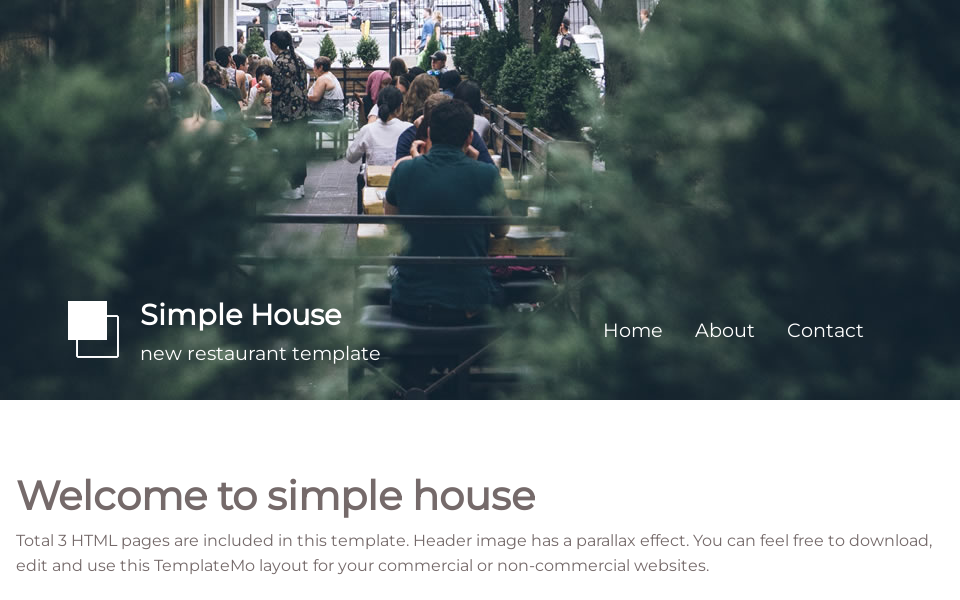 Simple House
new restaurant template
Home About Contact
Welcome to simple house
Total 3 HTML pages are included in this template. Header image has a parallax effect. You can feel free to download,
edit and use this TemplateMo layout for your commercial or non-commercial websites.